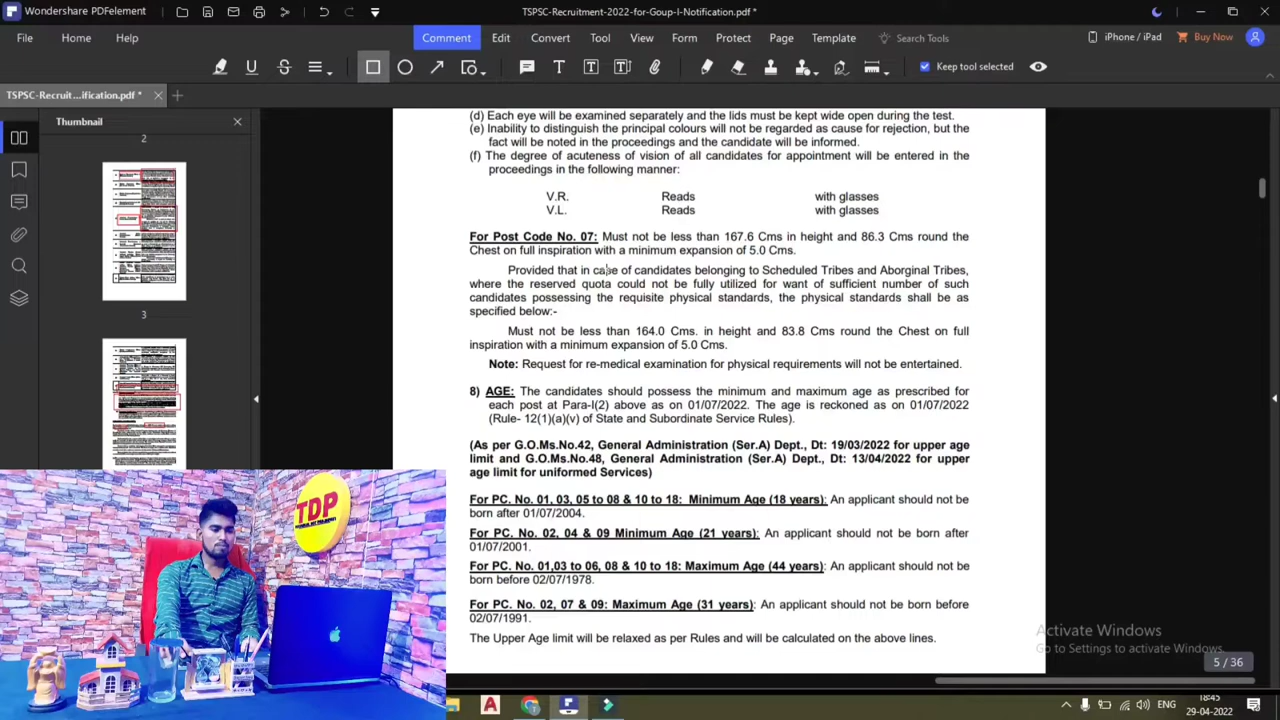 Wondershare PDFelement
TSPSC-Recruitment-2022-for-Goup-I-Notification.pdf *
File Home Help Comment Edit Convert Tool View Form Protect Page Template Search Tools iPhone / iPad Buy Now
Keep tool selected
TSPSC-Recruit...ification.pdf *
Thumbnail
2
3
(d) Each eye will be examined separately and the lids must be kept wide open during the test.
(e) Inability to distinguish the principal colours will not be regarded as cause for rejection, but the
fact will be noted in the proceedings and the candidate will be informed.
(f) The degree of acuteness of vision of all candidates for appointment will be entered in the
proceedings in the following manner:
V.R. Reads with glasses
V.L. Reads with glasses
For Post Code No. 07: Must not be less than 167.6 Cms in height and 86.3 Cms round the
Chest on full inspiration with a minimum expansion of 5.0 Cms.
Provided that in case of candidates belonging to Scheduled Tribes and Aborginal Tribes,
where the reserved quota could not be fully utilized for want of sufficient number of such
candidates possessing the requisite physical standards, the physical standards shall be as
specified below:-
Must not be less than 164.0 Cms. in height and 83.8 Cms round the Chest on full
inspiration with a minimum expansion of 5.0 Cms.
Note: Request for re-medical examination for physical requirements will not be entertained.
8) AGE: The candidates should possess the minimum and maximum age as prescribed for
each post at Para-I(2) above as on 01/07/2022. The age is reckoned as on 01/07/2022
(Rule- 12(1)(a)(v) of State and Subordinate Service Rules).
(As per G.O.Ms.No.42, General Administration (Ser.A) Dept., Dt: 19/03/2022 for upper age
limit and G.O.Ms.No.48, General Administration (Ser.A) Dept., Dt: 13/04/2022 for upper
age limit for uniformed Services)
For PC. No. 01, 03, 05 to 08 & 10 to 18: Minimum Age (18 years): An applicant should not be
born after 01/07/2004.
For PC. No. 02, 04 & 09 Minimum Age (21 years): An applicant should not be born after
01/07/2001.
For PC. No. 01,03 to 06, 08 & 10 to 18: Maximum Age (44 years): An applicant should not be
born before 02/07/1978.
For PC. No. 02, 07 & 09: Maximum Age (31 years): An applicant should not be born before
02/07/1991.
The Upper Age limit will be relaxed as per Rules and will be calculated on the above lines.
TDP
Activate Windows
Go to Settings to activate Windows.
5 / 36
ENG
18:45
29-04-2022